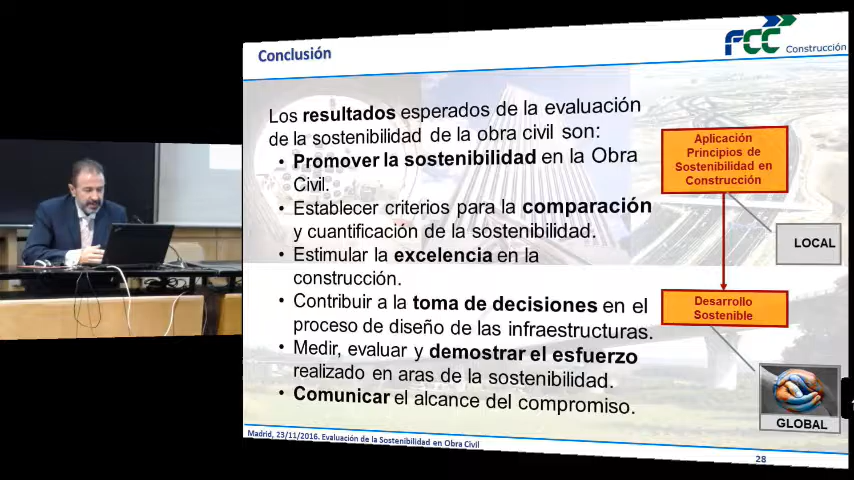 Conclusión
FCC Construcción
Los resultados esperados de la evaluación
de la sostenibilidad de la obra civil son:
• Promover la sostenibilidad en la Obra
Civil.
• Establecer criterios para la comparación
y cuantificación de la sostenibilidad.
• Estimular la excelencia en la
construcción.
• Contribuir a la toma de decisiones en el
proceso de diseño de las infraestructuras.
• Medir, evaluar y demostrar el esfuerzo
realizado en aras de la sostenibilidad.
• Comunicar el alcance del compromiso.
Aplicación
Principios de
Sostenibilidad en
Construcción
LOCAL
Desarrollo
Sostenible
GLOBAL
Madrid, 23/11/2016. Evaluación de la Sostenibilidad en Obra Civil
28